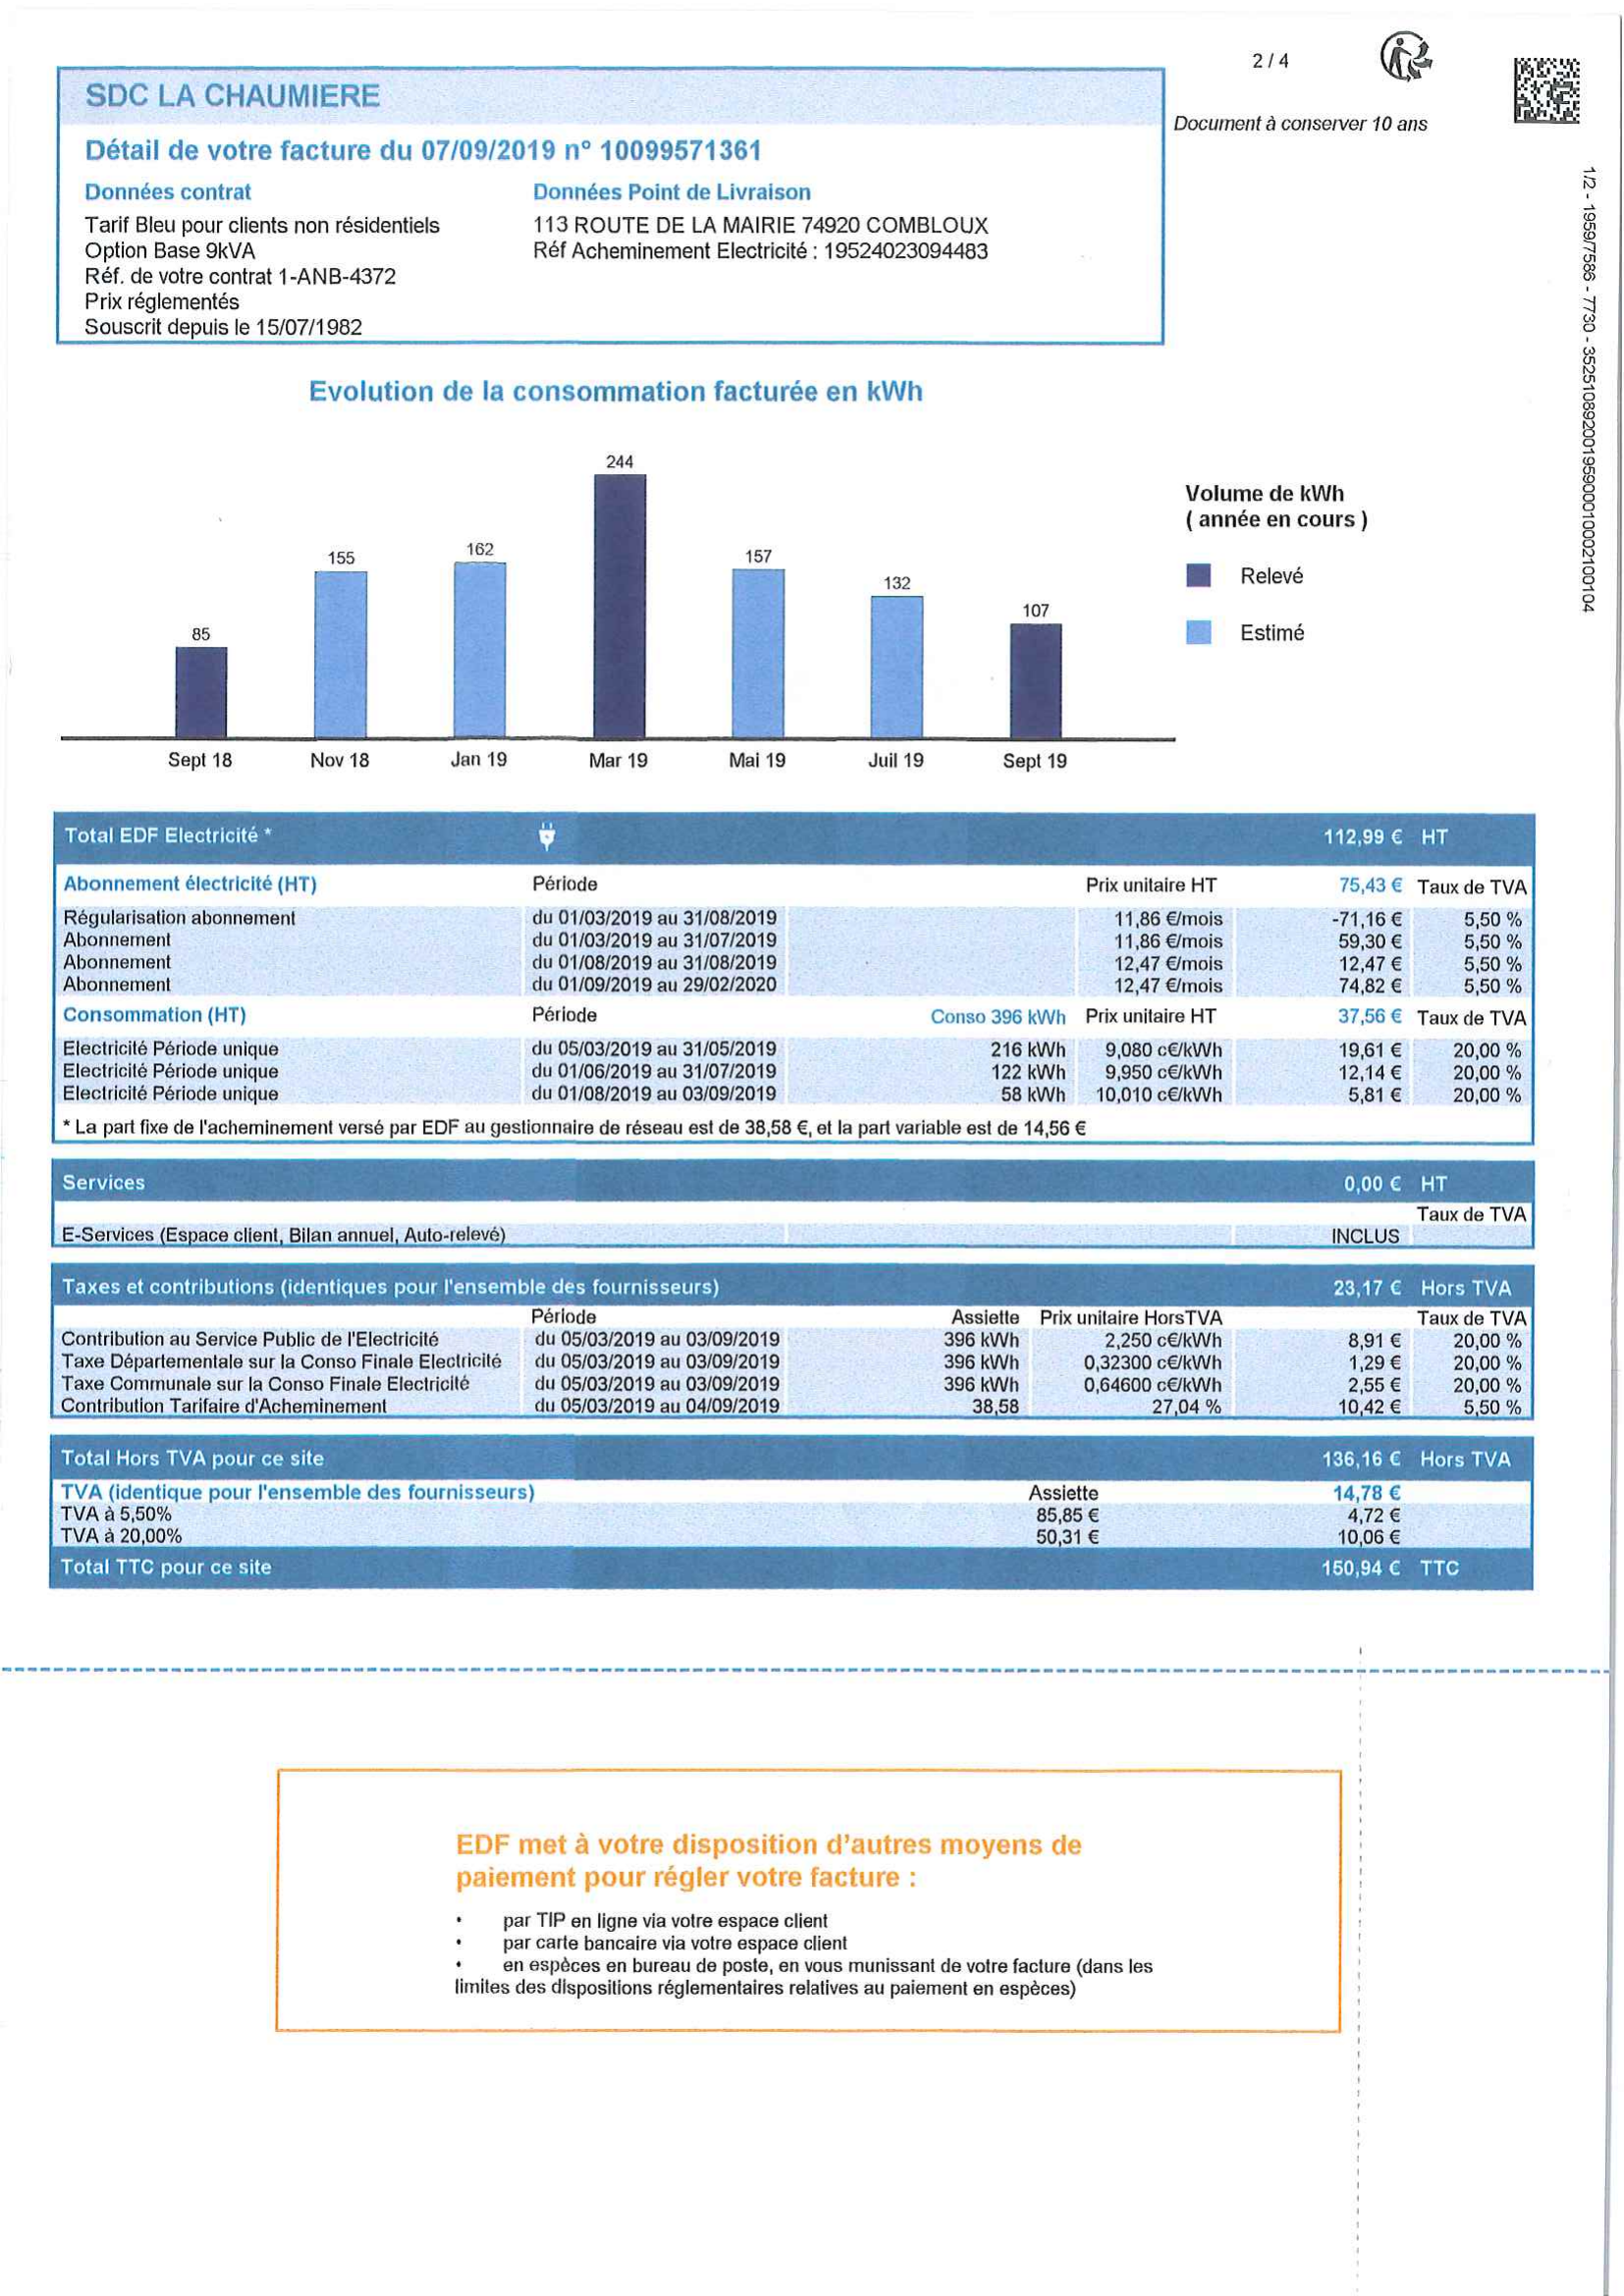 2 / 4
SDC LA CHAUMIERE
Document à conserver 10 ans
Détail de votre facture du 07/09/2019 n° 10099571361
Données contrat
Tarif Bleu pour clients non résidentiels
Option Base 9kVA
Réf. de votre contrat 1-ANB-4372
Prix réglementés
Souscrit depuis le 15/07/1982
Données Point de Livraison
113 ROUTE DE LA MAIRIE 74920 COMBLOUX
Réf Acheminement Electricité : 19524023094483
1/2 - 1959/7586 - 7730 - 352510892001959000100021001 04
Evolution de la consommation facturée en kWh
244
155
162
157
132
107
85
Sept 18 Nov 18 Jan 19 Mar 19 Mai 19 Juil 19 Sept 19
Volume de kWh
( année en cours )
Relevé
Estimé
Total EDF Electricité * 112,99 € HT
Abonnement électricité (HT) Période Prix unitaire HT 75,43 € Taux de TVA
Régularisation abonnement du 01/03/2019 au 31/08/2019 11,86 €/mois -71,16 € 5,50 %
Abonnement du 01/03/2019 au 31/07/2019 11,86 €/mois 59,30 € 5,50 %
Abonnement du 01/08/2019 au 31/08/2019 12,47 €/mois 12,47 € 5,50 %
Abonnement du 01/09/2019 au 29/02/2020 12,47 €/mois 74,82 € 5,50 %
Consommation (HT) Période Conso 396 kWh Prix unitaire HT 37,56 € Taux de TVA
Electricité Période unique du 05/03/2019 au 31/05/2019 216 kWh 9,080 c€/kWh 19,61 € 20,00 %
Electricité Période unique du 01/06/2019 au 31/07/2019 122 kWh 9,950 c€/kWh 12,14 € 20,00 %
Electricité Période unique du 01/08/2019 au 03/09/2019 58 kWh 10,010 c€/kWh 5,81 € 20,00 %
* La part fixe de l'acheminement versé par EDF au gestionnaire de réseau est de 38,58 €, et la part variable est de 14,56 €
Services 0,00 € HT
Taux de TVA
E-Services (Espace client, Bilan annuel, Auto-relevé) INCLUS
Taxes et contributions (identiques pour l'ensemble des fournisseurs) 23,17 € Hors TVA
Période Assiette Prix unitaire HorsTVA Taux de TVA
Contribution au Service Public de l'Electricité du 05/03/2019 au 03/09/2019 396 kWh 2,250 c€/kWh 8,91 € 20,00 %
Taxe Départementale sur la Conso Finale Electricité du 05/03/2019 au 03/09/2019 396 kWh 0,32300 c€/kWh 1,29 € 20,00 %
Taxe Communale sur la Conso Finale Electricité du 05/03/2019 au 03/09/2019 396 kWh 0,64600 c€/kWh 2,55 € 20,00 %
Contribution Tarifaire d'Acheminement du 05/03/2019 au 04/09/2019 38,58 27,04 % 10,42 € 5,50 %
Total Hors TVA pour ce site 136,16 € Hors TVA
TVA (identique pour l'ensemble des fournisseurs) Assiette 14,78 €
TVA à 5,50% 85,85 € 4,72 €
TVA à 20,00% 50,31 € 10,06 €
Total TTC pour ce site 150,94 € TTC
EDF met à votre disposition d'autres moyens de
paiement pour régler votre facture :
• par TIP en ligne via votre espace client
• par carte bancaire via votre espace client
• en espèces en bureau de poste, en vous munissant de votre facture (dans les
limites des dispositions réglementaires relatives au paiement en espèces)